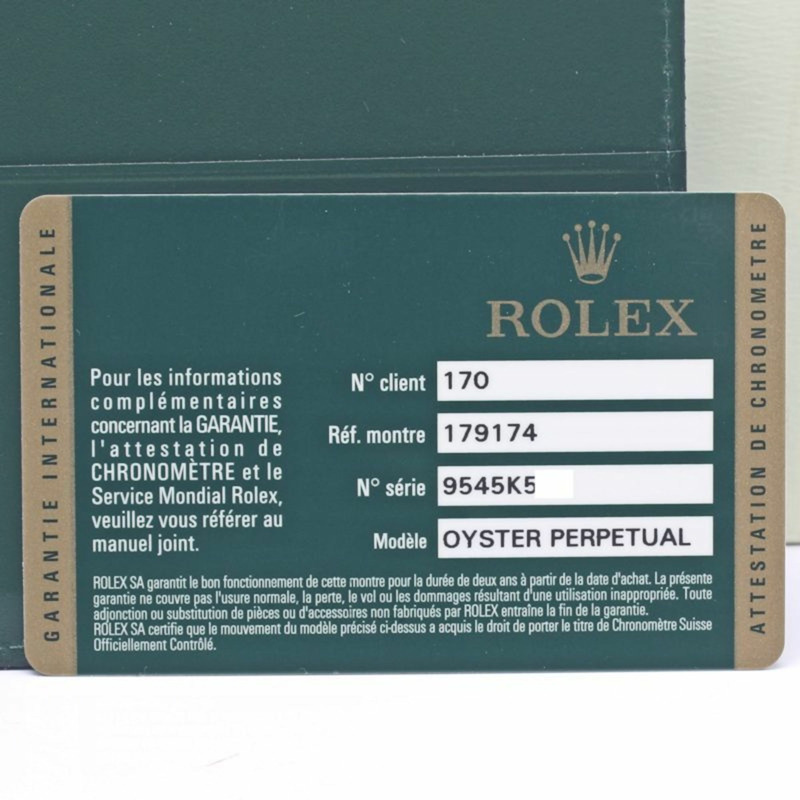 GARANTIE INTERNATIONALE
ROLEX
Pour les informations
complémentaires
concernant la GARANTIE,
l'attestation de
CHRONOMÈTRE et le
Service Mondial Rolex,
veuillez vous référer au
manuel joint.
N° client 170
Réf. montre 179174
N° série 9545K5
Modèle OYSTER PERPETUAL
ROLEX SA garantit le bon fonctionnement de cette montre pour la durée de deux ans à partir de la date d'achat. La présente
garantie ne couvre pas l'usure normale, la perte, le vol ou les dommages résultant d'une utilisation inappropriée. Toute
adjonction ou substitution de pièces ou d'accessoires non fabriqués par ROLEX entraîne la fin de la garantie.
ROLEX SA certifie que le mouvement du modèle précisé ci-dessus a acquis le droit de porter le titre de Chronomètre Suisse
Officiellement Contrôlé.
ATTESTATION DE CHRONOMETRE